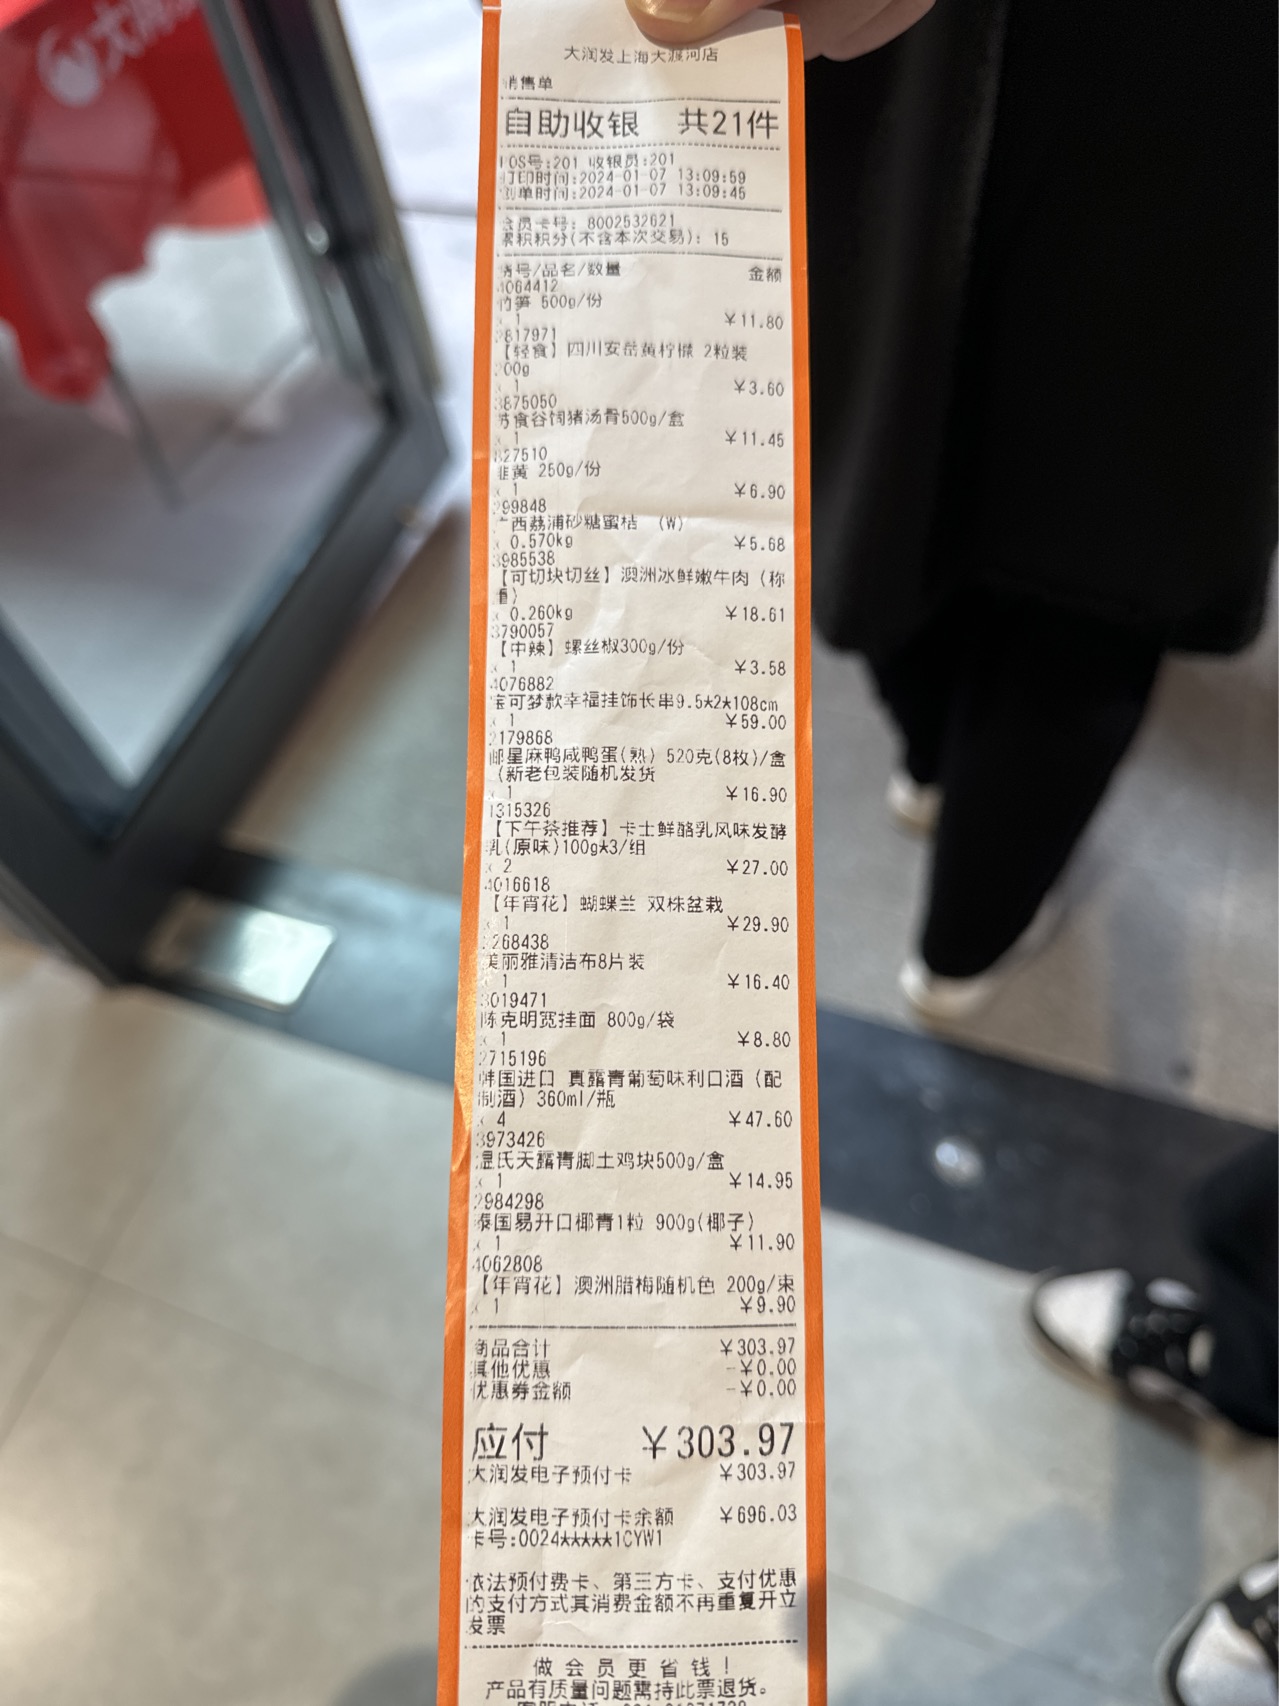 大润发上海大渡河店
销售单
自助收银 共21件
POS号:201 收银员:201
打印时间:2024-01-07 13:09:59
创单时间:2024-01-07 13:09:45
会员卡号: 8002532621
累积积分(不含本次交易): 15
货号/品名/数量 金额
4064412
竹笋 500g/份
x 1 ¥11.80
2817971
【轻食】四川安岳黄柠檬 2粒装
200g
x 1 ¥3.60
3875050
苏食谷饲猪汤骨500g/盒
x 1 ¥11.45
827510
韭黄 250g/份
x 1 ¥6.90
299848
广西荔浦砂糖蜜桔 (W)
x 0.570kg ¥5.68
3985538
【可切块切丝】澳洲冰鲜嫩牛肉(称
重)
x 0.260kg ¥18.61
3790057
【中辣】螺丝椒300g/份
x 1 ¥3.58
4076882
宝可梦款幸福挂饰长串9.5*2*108cm
x 1 ¥59.00
2179868
邮星麻鸭咸鸭蛋(熟) 520克(8枚)/盒
(新老包装随机发货
x 1 ¥16.90
1315326
【下午茶推荐】卡士鲜酪乳风味发酵
乳(原味)100g*3/组
x 2 ¥27.00
4016618
【年宵花】蝴蝶兰 双株盆栽
x 1 ¥29.90
268438
美丽雅清洁布8片装
x 1 ¥16.40
3019471
陈克明宽挂面 800g/袋
x 1 ¥8.80
2715196
韩国进口 真露青葡萄味利口酒(配
制酒) 360ml/瓶
x 4 ¥47.60
3973426
温氏天露青脚土鸡块500g/盒
x 1 ¥14.95
2984298
泰国易开口椰青1粒 900g(椰子)
x 1 ¥11.90
4062808
【年宵花】澳洲腊梅随机色 200g/束
x 1 ¥9.90
商品合计 ¥303.97
其他优惠 -¥0.00
优惠券金额 -¥0.00
应付 ¥303.97
大润发电子预付卡 ¥303.97
大润发电子预付卡余额 ¥696.03
卡号:0024*****1CYW1
依法预付费卡、第三方卡、支付优惠
的支付方式其消费金额不再重复开立
发票
做会员更省钱!
产品有质量问题需持此票退货。